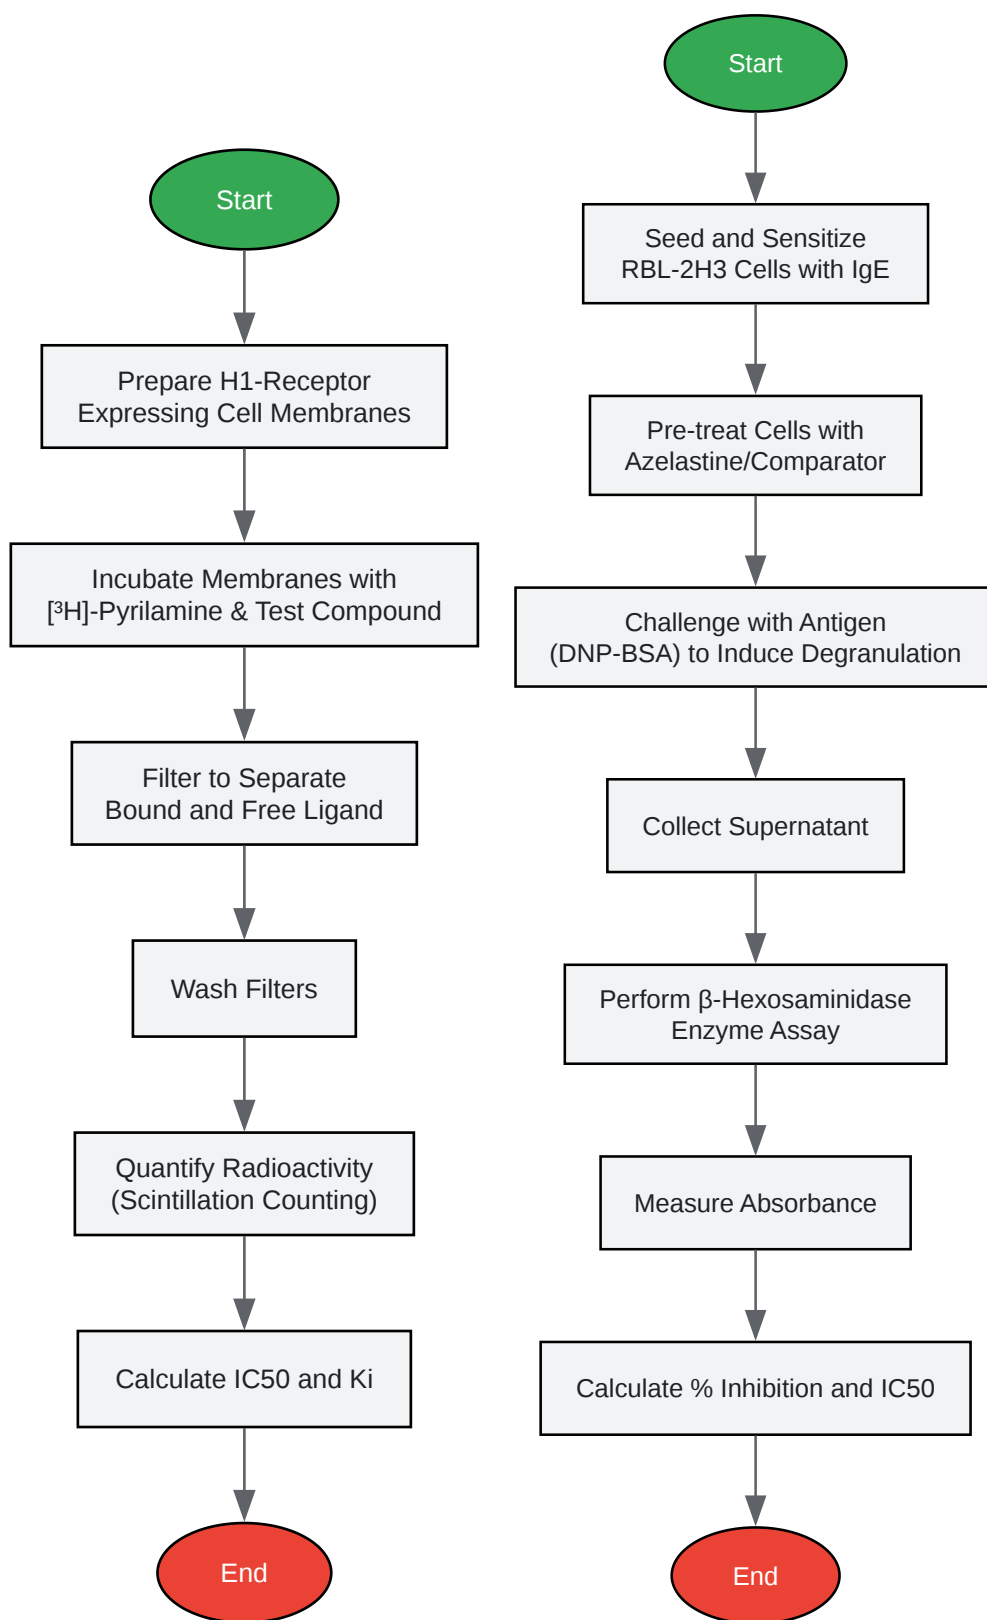 Start
Prepare H1-Receptor
Expressing Cell Membranes
Incubate Membranes with
[³H]-Pyrilamine & Test Compound
Filter to Separate
Bound and Free Ligand
Wash Filters
Quantify Radioactivity
(Scintillation Counting)
Calculate IC50 and Ki
End
Start
Seed and Sensitize
RBL-2H3 Cells with IgE
Pre-treat Cells with
Azelastine/Comparator
Challenge with Antigen
(DNP-BSA) to Induce Degranulation
Collect Supernatant
Perform β-Hexosaminidase
Enzyme Assay
Measure Absorbance
Calculate % Inhibition and IC50
End